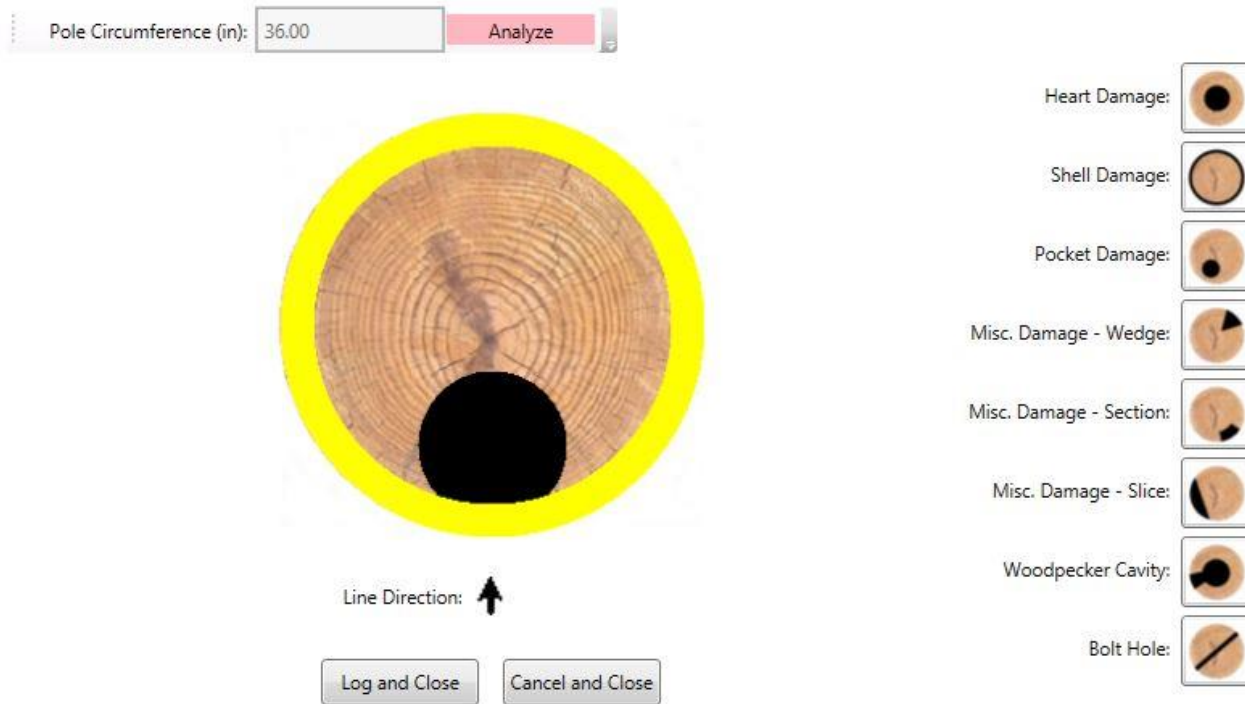 Pole Circumference (in): 36.00 Analyze
Heart Damage:
Shell Damage:
Pocket Damage:
Misc. Damage - Wedge:
Misc. Damage - Section:
Misc. Damage - Slice:
Woodpecker Cavity:
Bolt Hole:
Line Direction:
Log and Close Cancel and Close